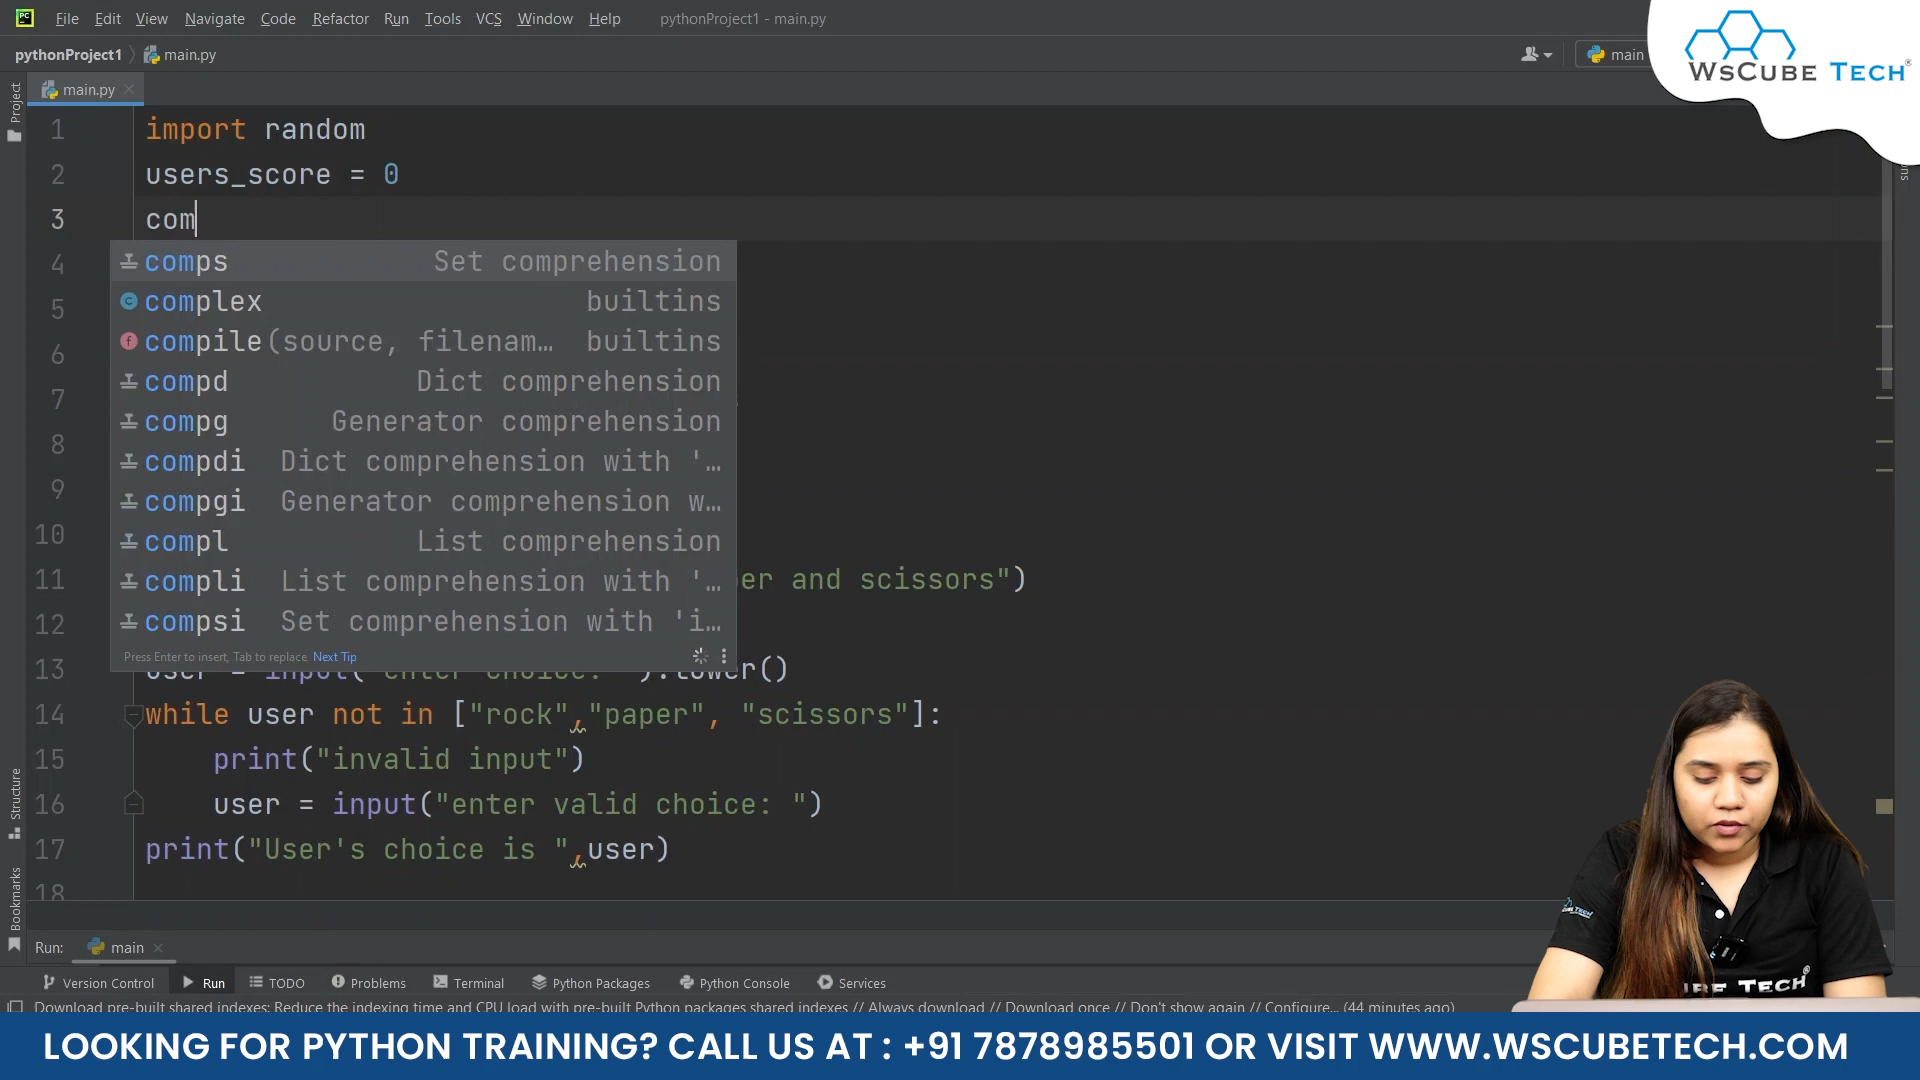 File Edit View Navigate Code Refactor Run Tools VCS Window Help pythonProject1 - main.py
WsCube Tech®
pythonProject1 main.py main
Project
main.py
1 import random
2 users_score = 0
3 com
4 comps Set comprehension
5 complex builtins
6 compile(source, filenam… builtins
7 compd Dict comprehension
8 compg Generator comprehension
9 compdi Dict comprehension with '…
compgi Generator comprehension w…
10 compl List comprehension
11 compli List comprehension with '… er and scissors")
12 compsi Set comprehension with 'i…
Press Enter to insert, Tab to replace Next Tip
13 user = input("enter choice: ").lower()
14 while user not in ["rock","paper", "scissors"]:
15 print("invalid input")
16 user = input("enter valid choice: ")
17 print("User's choice is ",user)
18
Structure
Bookmarks
Run: main
Version Control Run TODO Problems Terminal Python Packages Python Console Services
Download pre-built shared indexes: Reduce the indexing time and CPU load with pre-built Python packages shared indexes // Always download // Download once // Don't show again // Configure... (44 minutes ago)
LOOKING FOR PYTHON TRAINING? CALL US AT : +91 7878985501 OR VISIT WWW.WSCUBETECH.COM